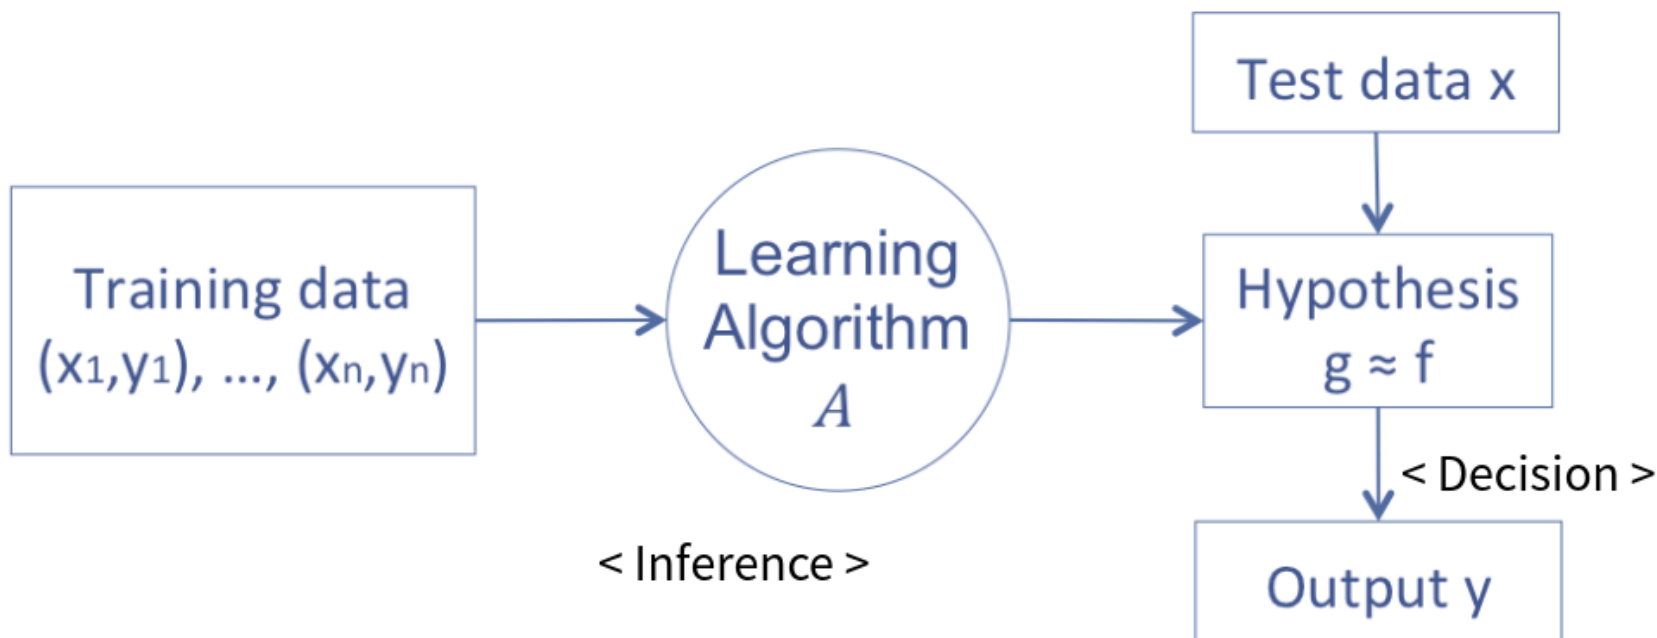 Test data x
Training data
(x1,y1), ..., (xn,yn)
Learning
Algorithm
A
Hypothesis
g ≈ f
< Decision >
< Inference >
Output y